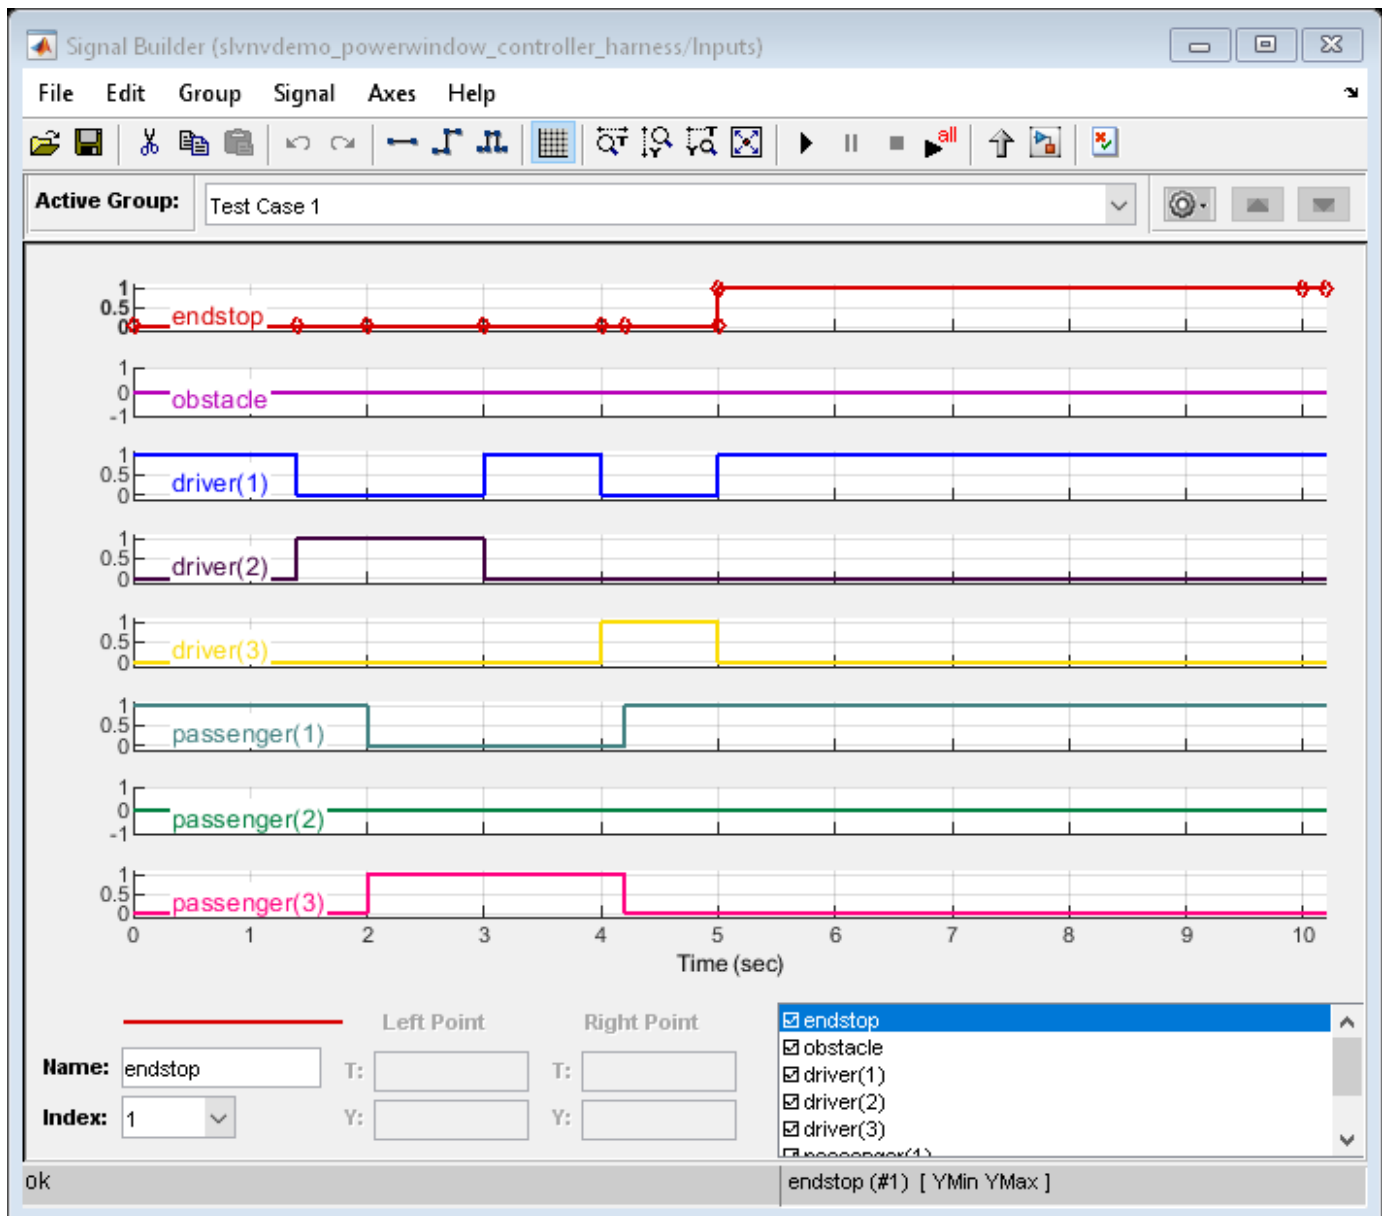 Signal Builder (slvnvdemo_powerwindow_controller_harness/Inputs)
File Edit Group Signal Axes Help
all
Active Group: Test Case 1
1
0.5
0
endstop
1
0
-1
obstacle
1
0.5
0
driver(1)
1
0.5
0
driver(2)
1
0.5
0
driver(3)
1
0.5
0
passenger(1)
1
0
-1
passenger(2)
1
0.5
0
passenger(3)
0 1 2 3 4 5 6 7 8 9 10
Time (sec)
Left Point Right Point
Name: endstop T: T:
Index: 1 Y: Y:
endstop
obstacle
driver(1)
driver(2)
driver(3)
passenger(1)
ok
endstop (#1) [ YMin YMax ]